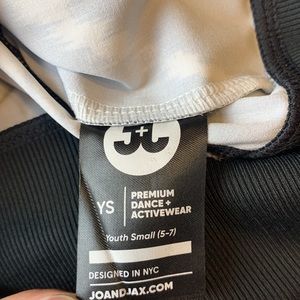 J+J
YS
PREMIUM
DANCE +
ACTIVEWEAR
Youth Small (5-7)
DESIGNED IN NYC
JOANDJAX.COM